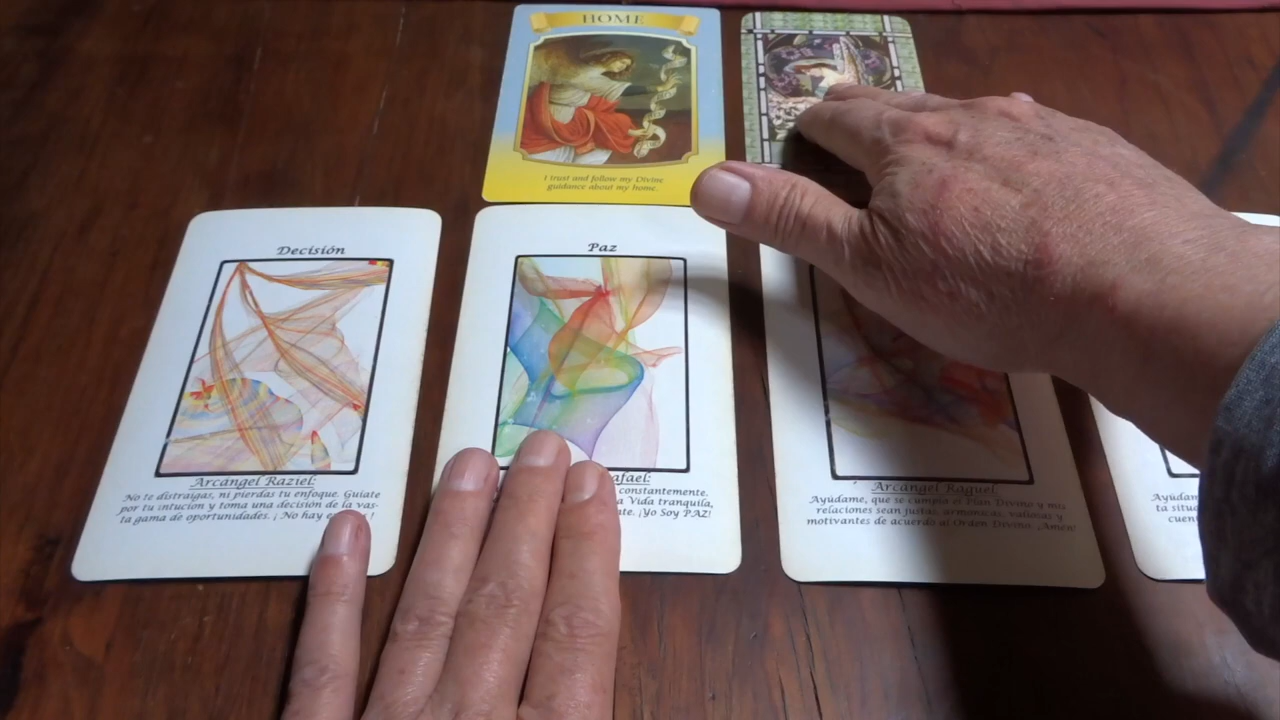 HOME
I trust and follow my Divine
guidance about my home.
Decisión
Arcángel Raziel:
No te distraigas, ni pierdas tu enfoque. Guíate
por tu intución y toma una decisión de la vas-
ta gama de oportunidades. ¡ No hay
Paz
afael:
constantemente.
a Vida tranquila,
ate. ¡Yo Soy PAZ!
Arcángel Raguel:
Ayúdame, que se cumpla el Plan Divino y mis
relaciones sean justas, armónicas, valiosas y
motivantes de acuerdo al Orden Divino. ¡Amén!
Ayúdam
ta situa
cuen